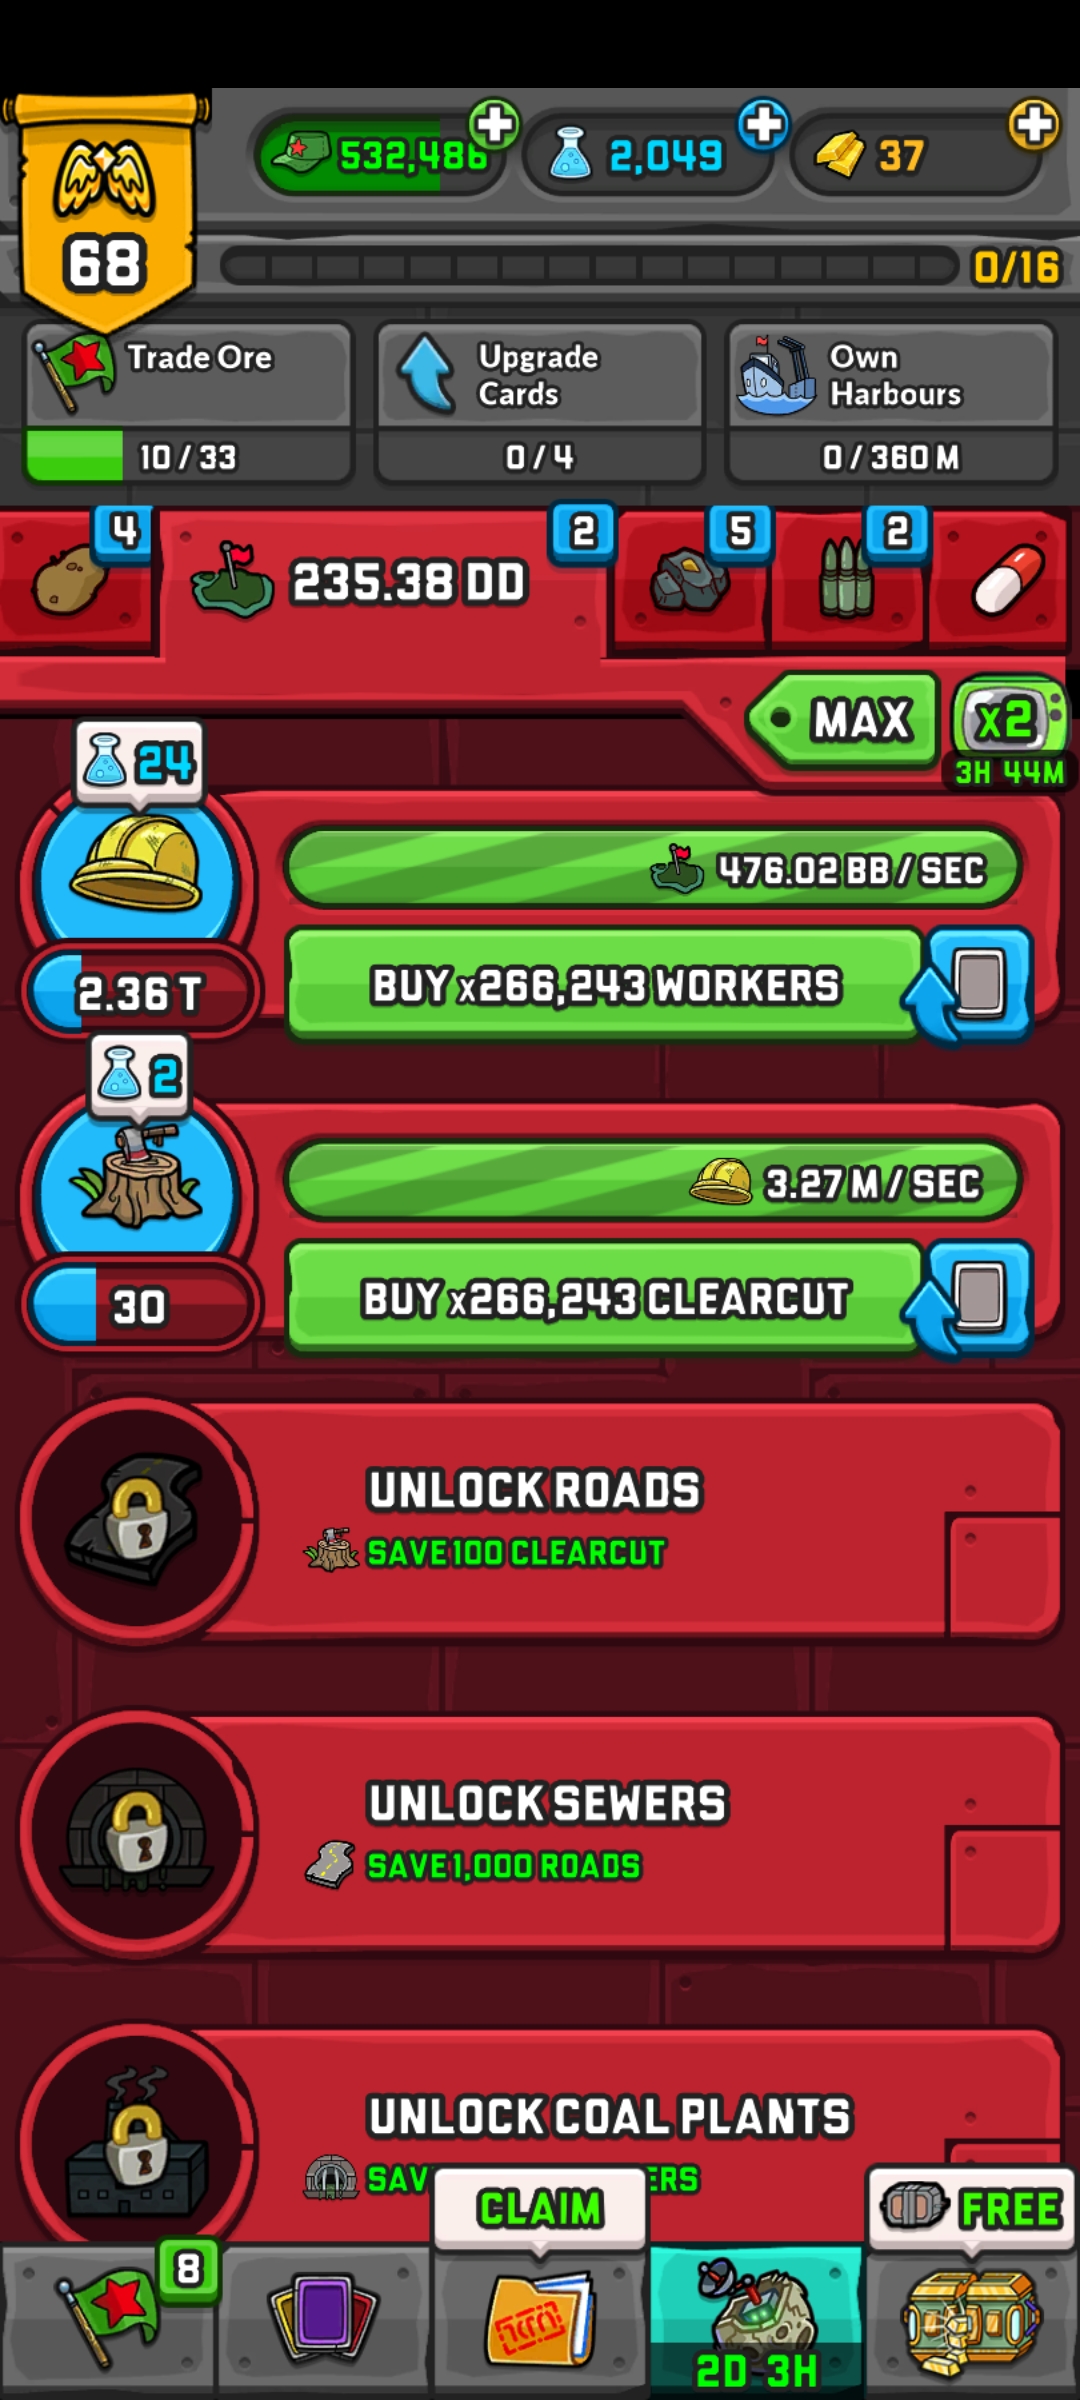 532,486
2,049
37
68
0/16
Trade Ore
10 / 33
Upgrade
Cards
0 / 4
Own
Harbours
0 / 360 M
4
235.38 DD
2
5
2
MAX
x2
3H 44M
24
476.02 BB / SEC
2.36 T
BUY x266,243 WORKERS
2
3.27 M / SEC
30
BUY x266,243 CLEARCUT
UNLOCK ROADS
SAVE 100 CLEARCUT
UNLOCK SEWERS
SAVE 1,000 ROADS
UNLOCK COAL PLANTS
CLAIM
FREE
8
2D 3H